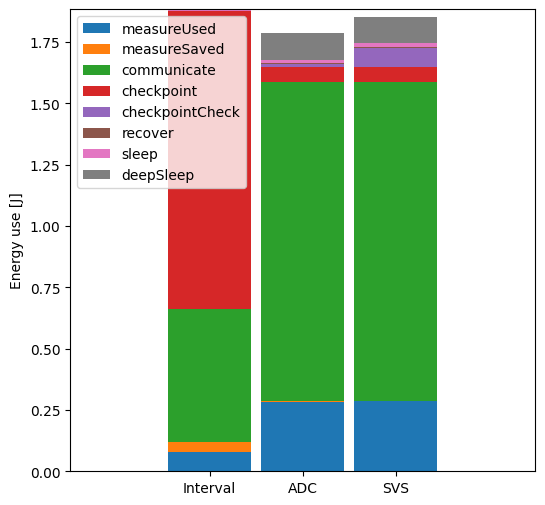 measureUsed
measureSaved
communicate
checkpoint
checkpointCheck
recover
sleep
deepSleep
Energy use [J]
1.75
1.50
1.25
1.00
0.75
0.50
0.25
0.00
Interval
ADC
SVS